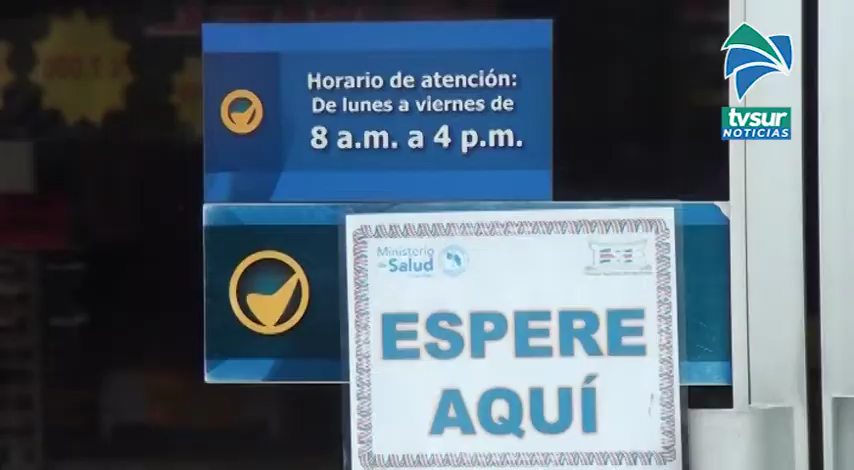 tvsur
NOTICIAS
Horario de atención:
De lunes a viernes de
8 a.m. a 4 p.m.
Ministerio
de Salud
ESPERE
AQUÍ